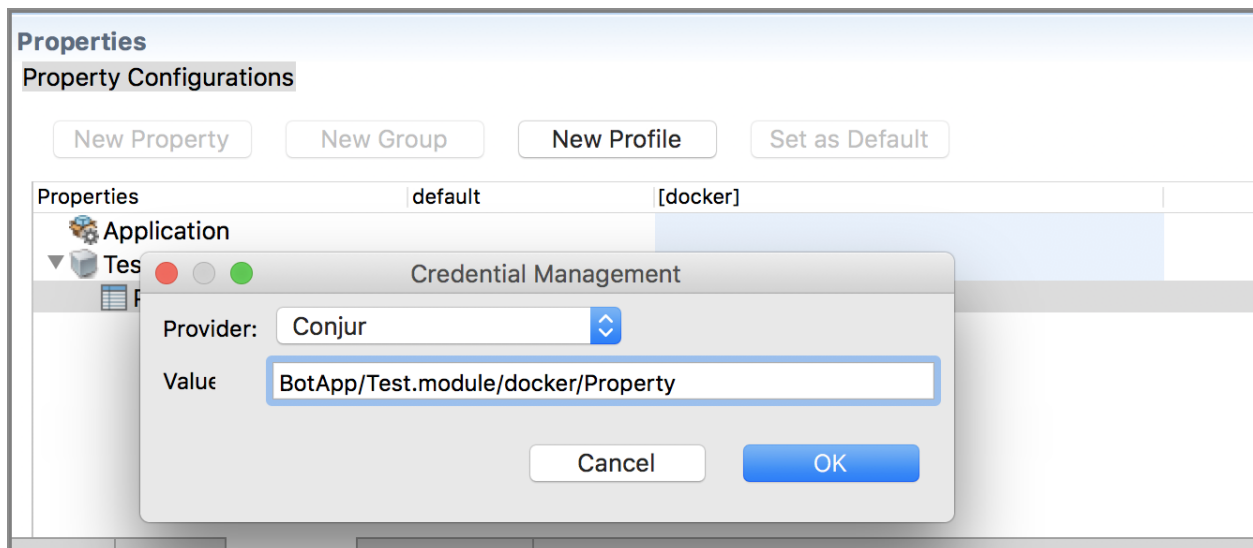 Properties
Property Configurations
New Property New Group New Profile Set as Default
Properties default [docker]
Application
Credential Management
Provider: Conjur
Value BotApp/Test.module/docker/Property
Cancel OK